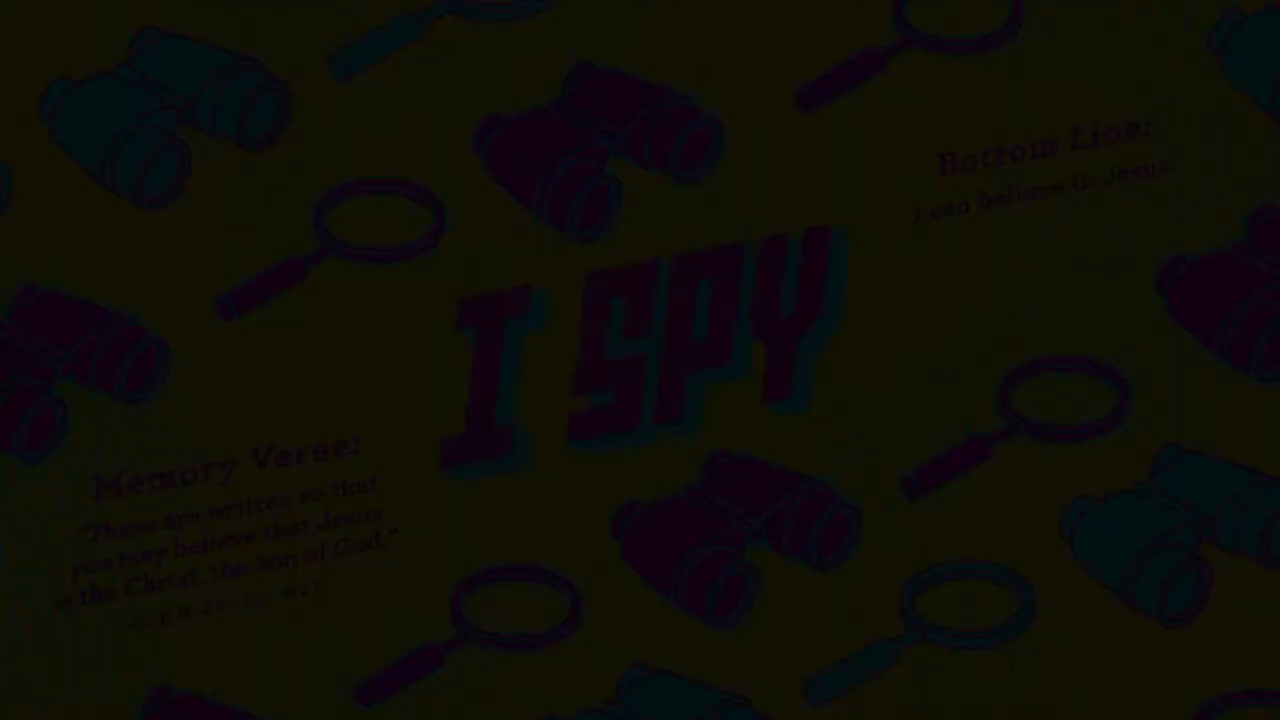 Bottom Line:
I can believe in Jesus.
I SPY
Memory Verse:
"These are written so that
you may believe that Jesus
is the Christ, the Son of God."